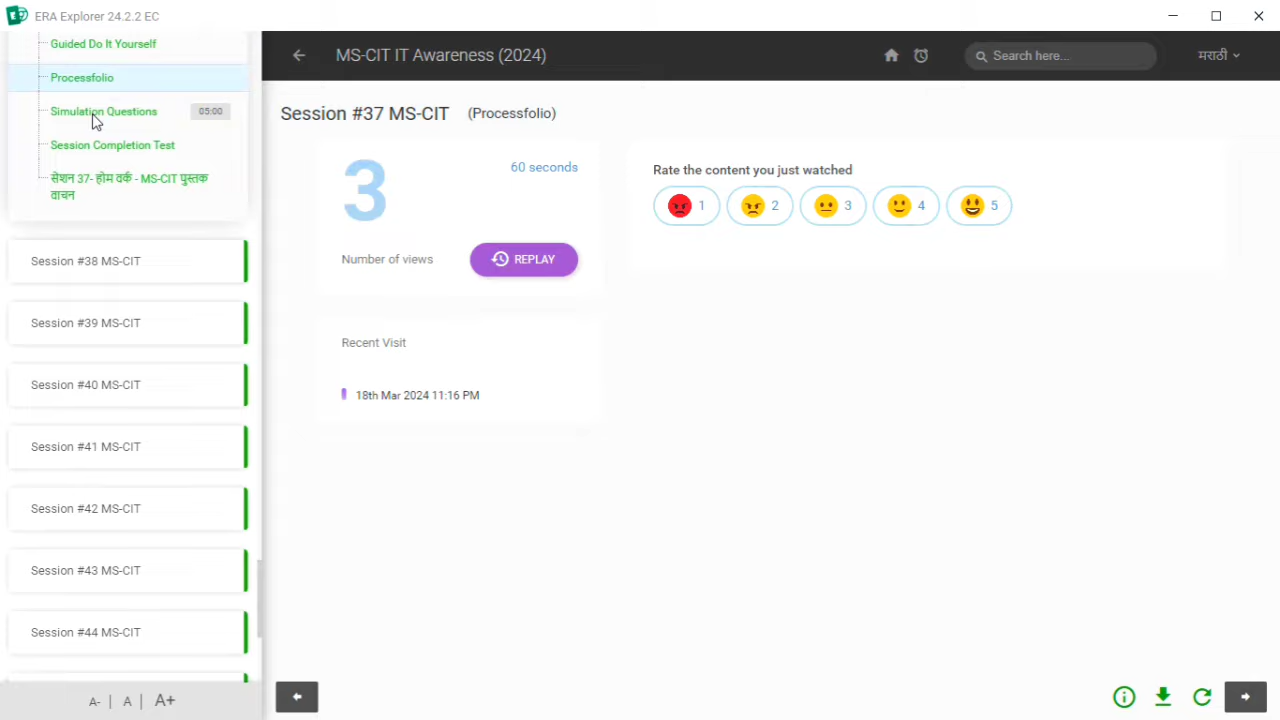 ERA Explorer 24.2.2 EC
Guided Do It Yourself
Processfolio
Simulation Questions 05:00
Session Completion Test
सेशन 37- होम वर्क - MS-CIT पुस्तक
वाचन
Session #38 MS-CIT
Session #39 MS-CIT
Session #40 MS-CIT
Session #41 MS-CIT
Session #42 MS-CIT
Session #43 MS-CIT
Session #44 MS-CIT
A- | A | A+
MS-CIT IT Awareness (2024)
Search here...
मराठी
Session #37 MS-CIT (Processfolio)
3
60 seconds
Number of views
REPLAY
Rate the content you just watched
1 2 3 4 5
Recent Visit
18th Mar 2024 11:16 PM